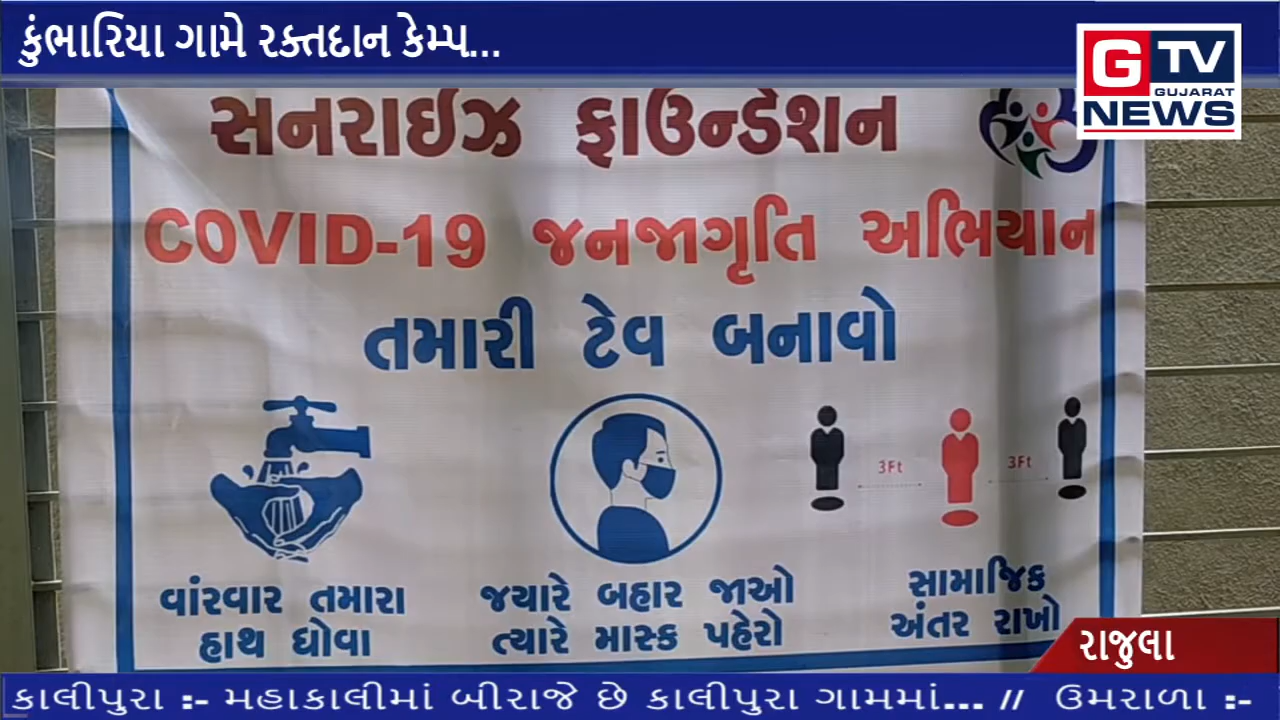 કુંભારિયા ગામે રક્તદાન કેમ્પ...
G TV
GUJARAT
NEWS
સનરાઇઝ ફાઉન્ડેશન
COVID-19 જનજાગૃતિ અભિયાન
તમારી ટેવ બનાવો
3Ft 3Ft
વાંરવાર તમારા
હાથ ધોવા
જયારે બહાર જાઓ
ત્યારે માસ્ક પહેરો
સામાજિક
અંતર રાખો
રાજુલા
કાલીપુરા :- મહાકાલીમાં બીરાજે છે કાલીપુરા ગામમાં... // ઉમરાળા :-